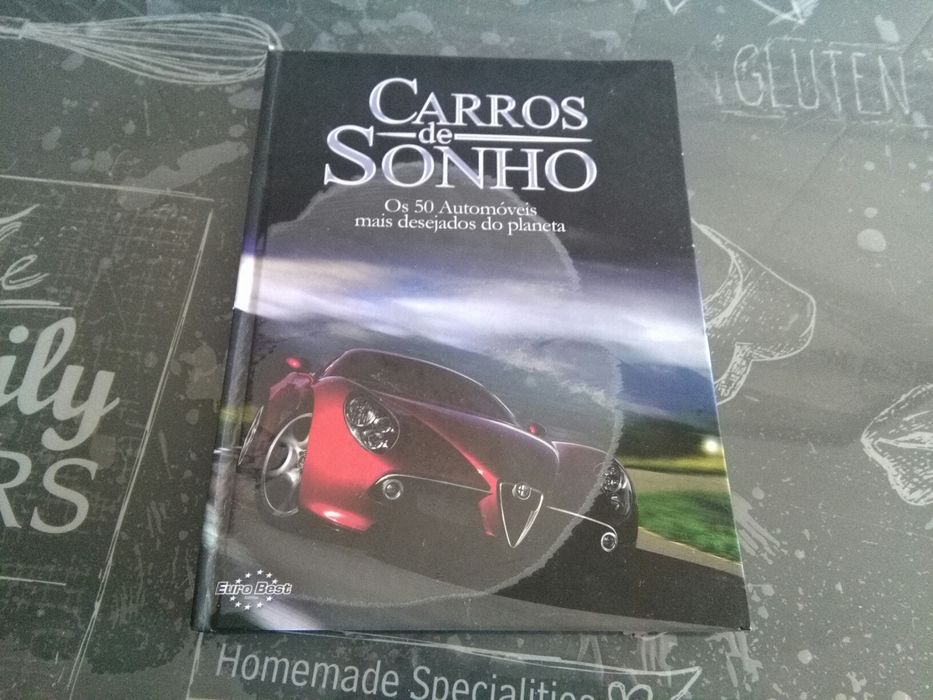 CARROS
de
SONHO
Os 50 Automóveis
mais desejados do planeta
Euro Best
GLUTEN
ily
RS
Homemade Specialities